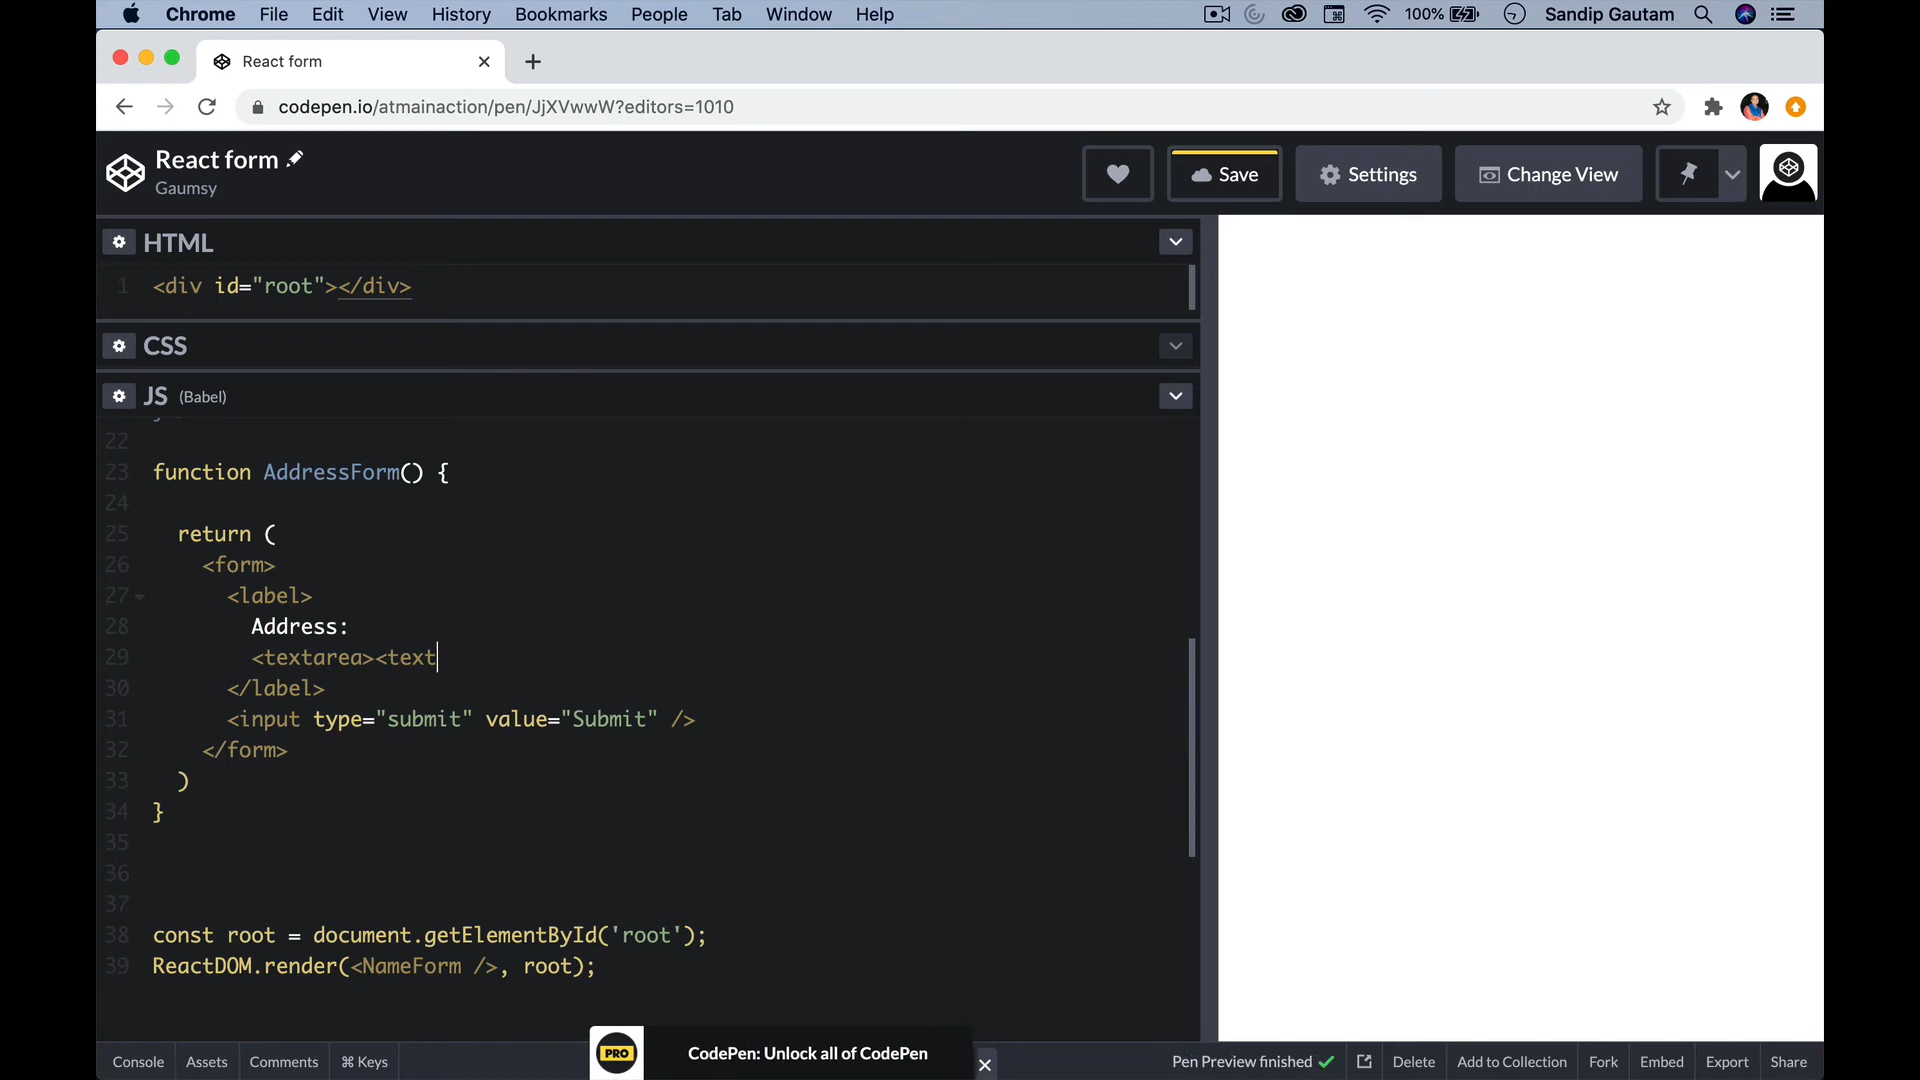 Chrome File Edit View History Bookmarks People Tab Window Help 100% Sandip Gautam
React form
codepen.io/atmainaction/pen/JjXVwwW?editors=1010
React form
Gaumsy
Save Settings Change View
HTML
1 <div id="root"></div>
CSS
JS (Babel)
22
23 function AddressForm() {
24
25 return (
26 <form>
27 <label>
28 Address:
29 <textarea><text
30 </label>
31 <input type="submit" value="Submit" />
32 </form>
33 )
34 }
35
36
37
38 const root = document.getElementById('root');
39 ReactDOM.render(<NameForm />, root);
PRO CodePen: Unlock all of CodePen
Console Assets Comments ⌘ Keys Pen Preview finished Delete Add to Collection Fork Embed Export Share